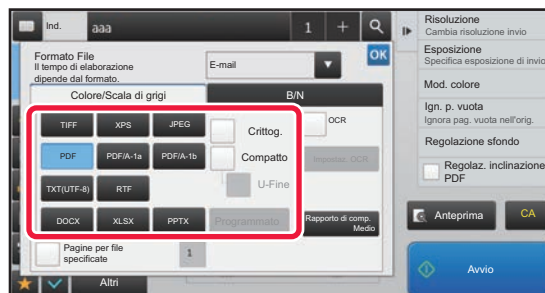 Ind.
aaa
1
+
Formato File
Il tempo di elaborazione
dipende dal formato.
E-mail
OK
Colore/Scala di grigi
B/N
TIFF
XPS
JPEG
Crittog.
OCR
PDF
PDF/A-1a
PDF/A-1b
Compatto
Impostaz. OCR
TXT(UTF-8)
RTF
U-Fine
DOCX
XLSX
PPTX
Programmato
Rapporto di comp.
Medio
Pagine per file
specificate
1
Altri
Risoluzione
Cambia risoluzione invio
Esposizione
Specifica esposizione di invio
Mod. colore
Ign. p. vuota
Ignora pag. vuota nell'orig.
Regolazione sfondo
Regolaz. inclinazione
PDF
Anteprima
CA
Avvio